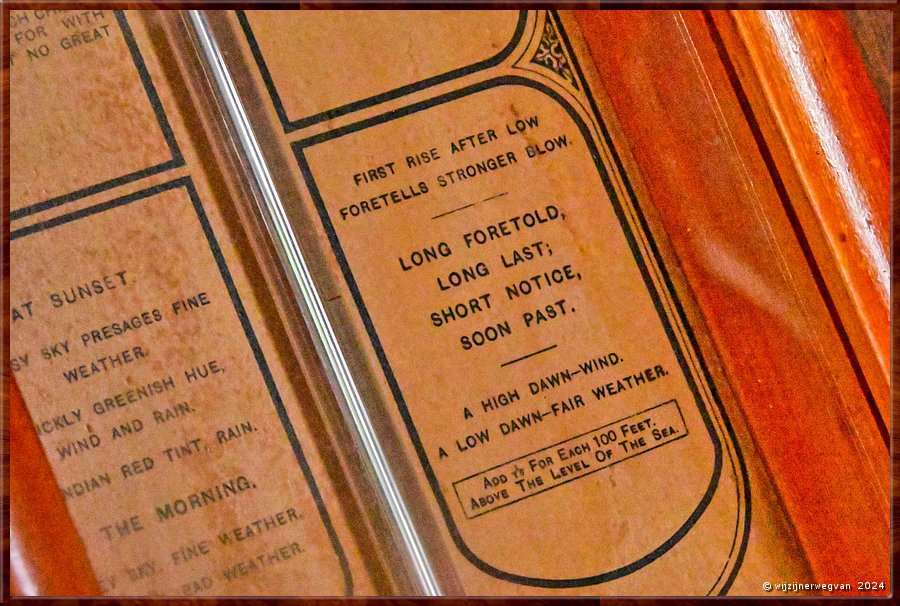 FOR WITH
NO GREAT
AT SUNSET.
SKY PRESAGES FINE
WEATHER.
GREENISH HUE,
WIND AND RAIN.
RED TINT, RAIN.
THE MORNING.
SKY, FINE WEATHER.
BAD WEATHER.
FIRST RISE AFTER LOW
FORETELLS STRONGER BLOW.
LONG FORETOLD,
LONG LAST;
SHORT NOTICE,
SOON PAST.
A HIGH DAWN–WIND.
A LOW DAWN–FAIR WEATHER.
ADD FOR EACH 100 FEET.
ABOVE THE LEVEL OF THE SEA.
© wijzijnerwegvan 2024